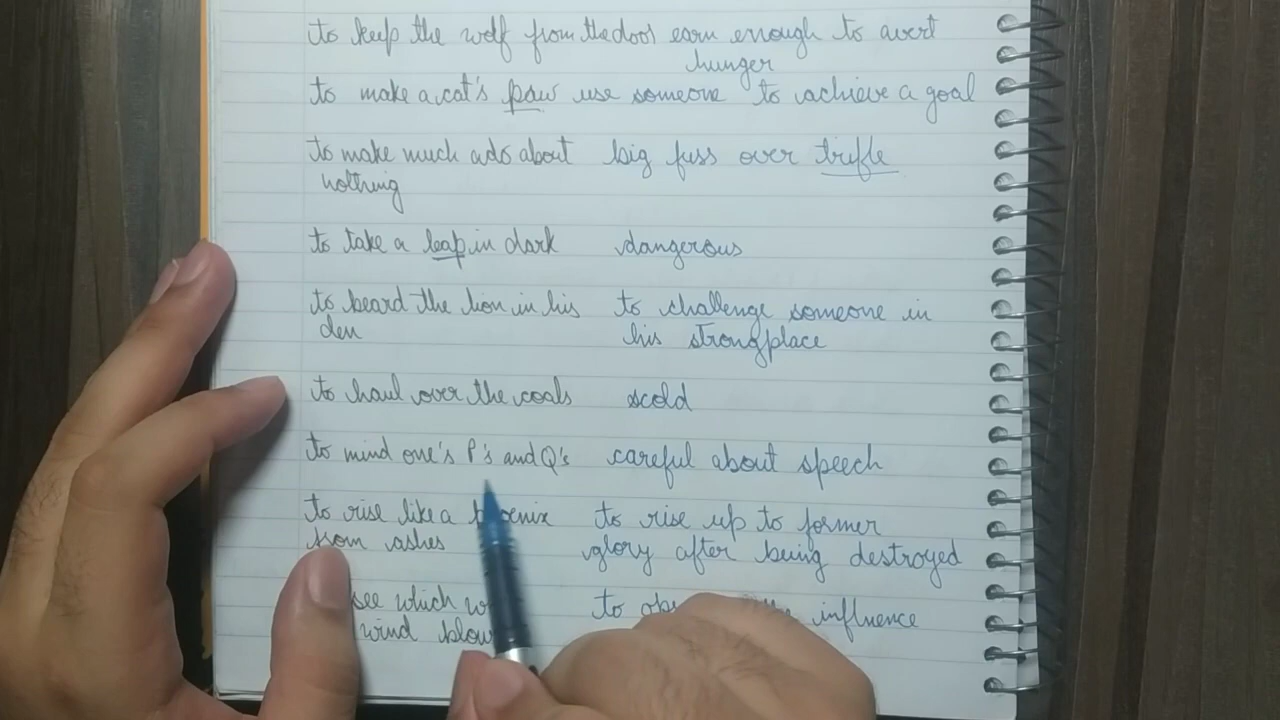 to keep the wolf from the door earn enough to avert
hunger
to make a cat's paw use someone to achieve a goal
to make much ado about big fuss over trifle
nothing
to take a leap in dark dangerous
to beard the lion in his to challenge someone in
den his strongplace
to haul over the coals scold
to mind one's P's and Q's careful about speech
to rise like a to rise up to former
from ashes glory after being destroyed
see which to influence
wind